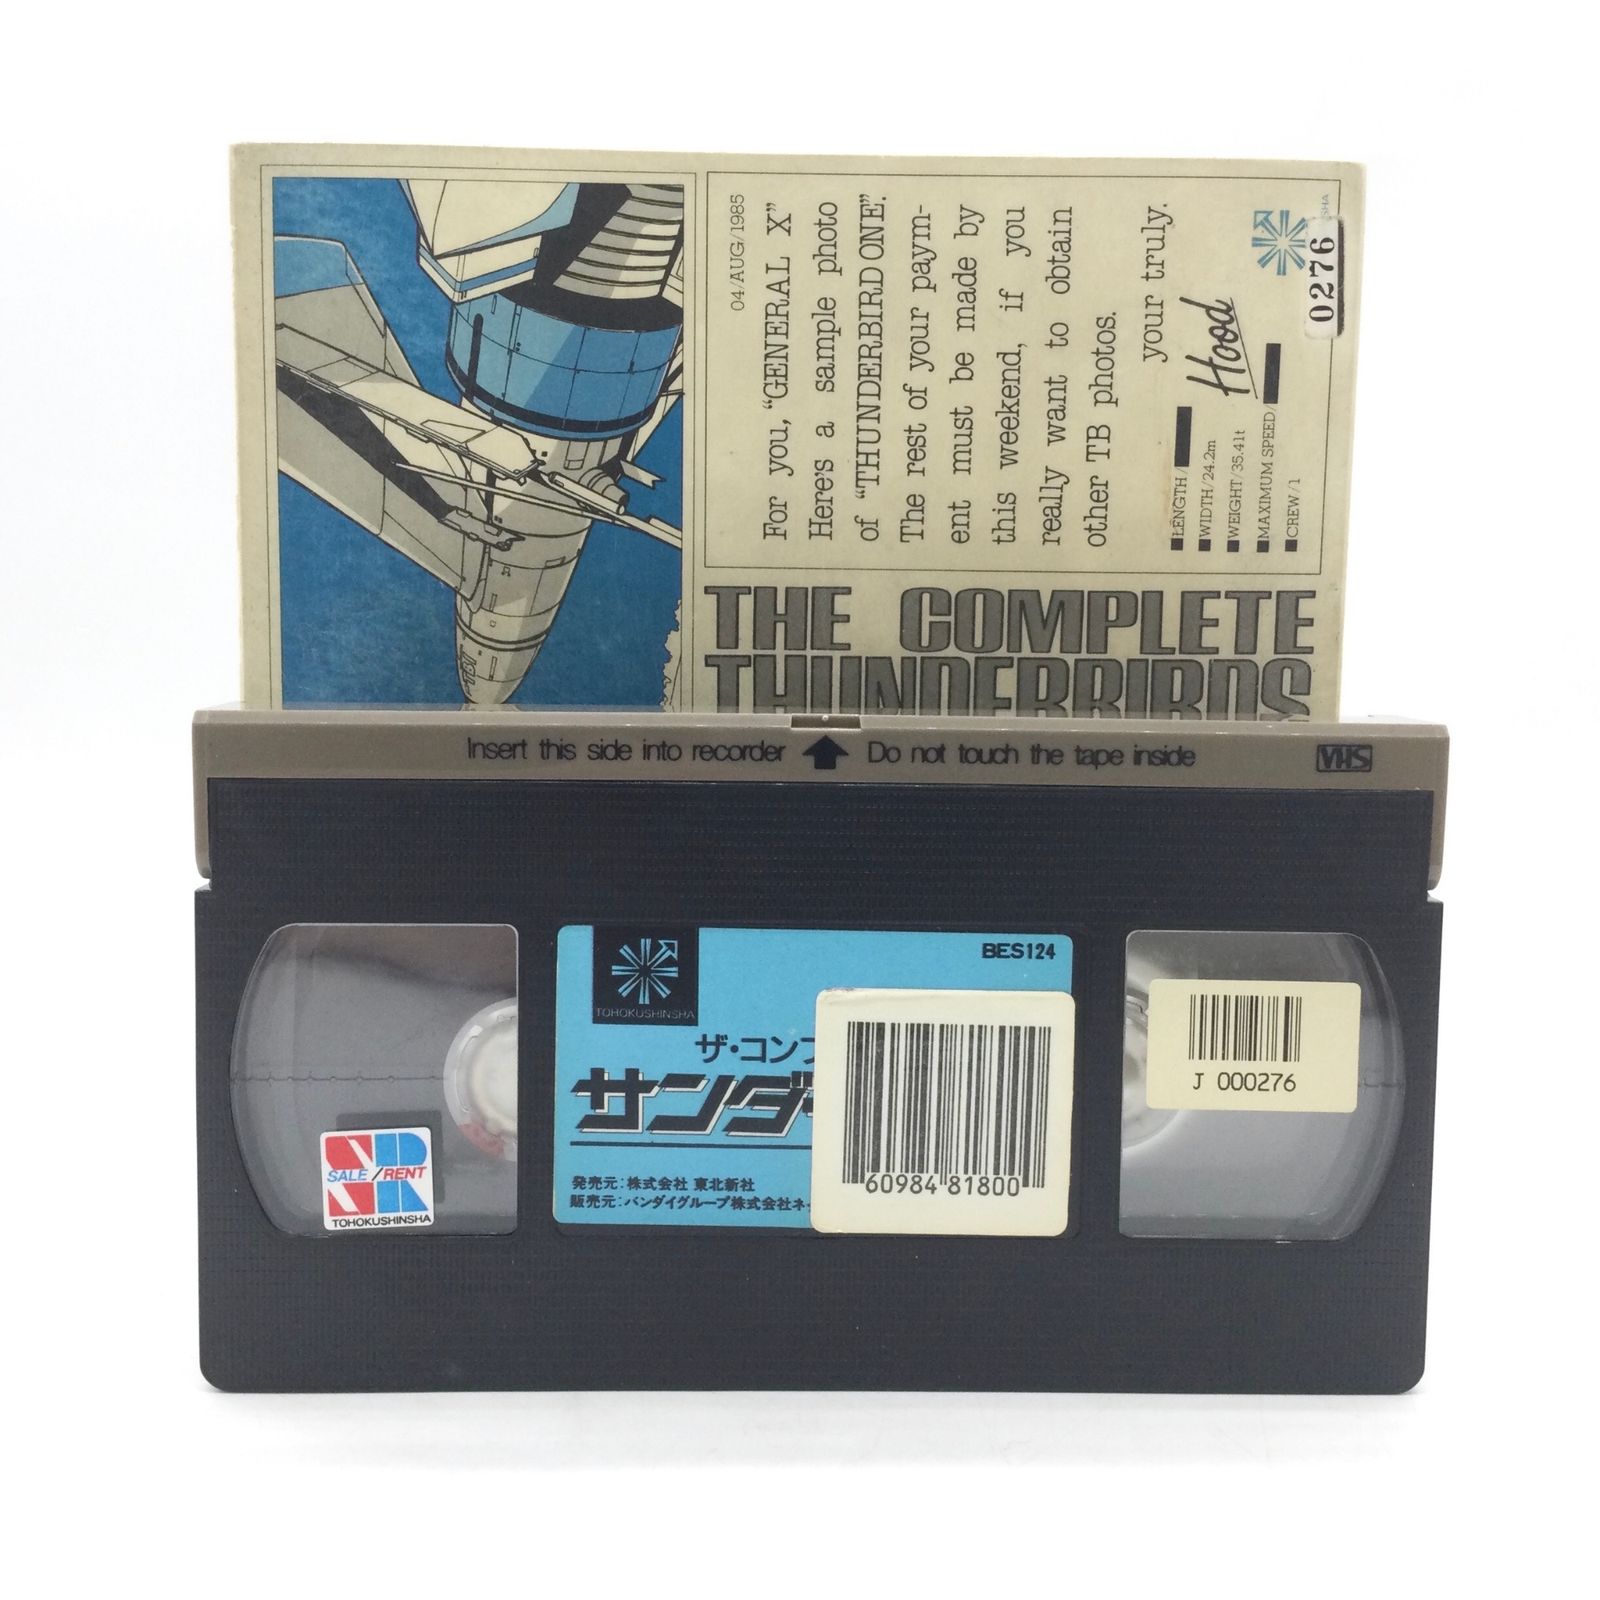 04/AUG/1985
For you, “GENERAL X”
Here's a sample photo
of “THUNDERBIRD ONE”.
The rest of your paym-
ent must be made by
this weekend, if you
really want to obtain
other TB photos.
your truly.
Hood
■LENGTH/
■WIDTH/24.2m
■WEIGHT/35.41t
■MAXIMUM SPEED/
■CREW/1
SHA
0276
TB1
THE COMPLETE
THUNDERBIRDS
Insert this side into recorder Do not touch the tape inside
VHS
TOHOKUSHINSHA
BES124
ザ・コンプ
サンダー
発売元:株式会社 東北新社
販売元:バンダイグループ株式会社ネ
60984 81800
J 000276
SR
SALE/RENT
TOHOKUSHINSHA